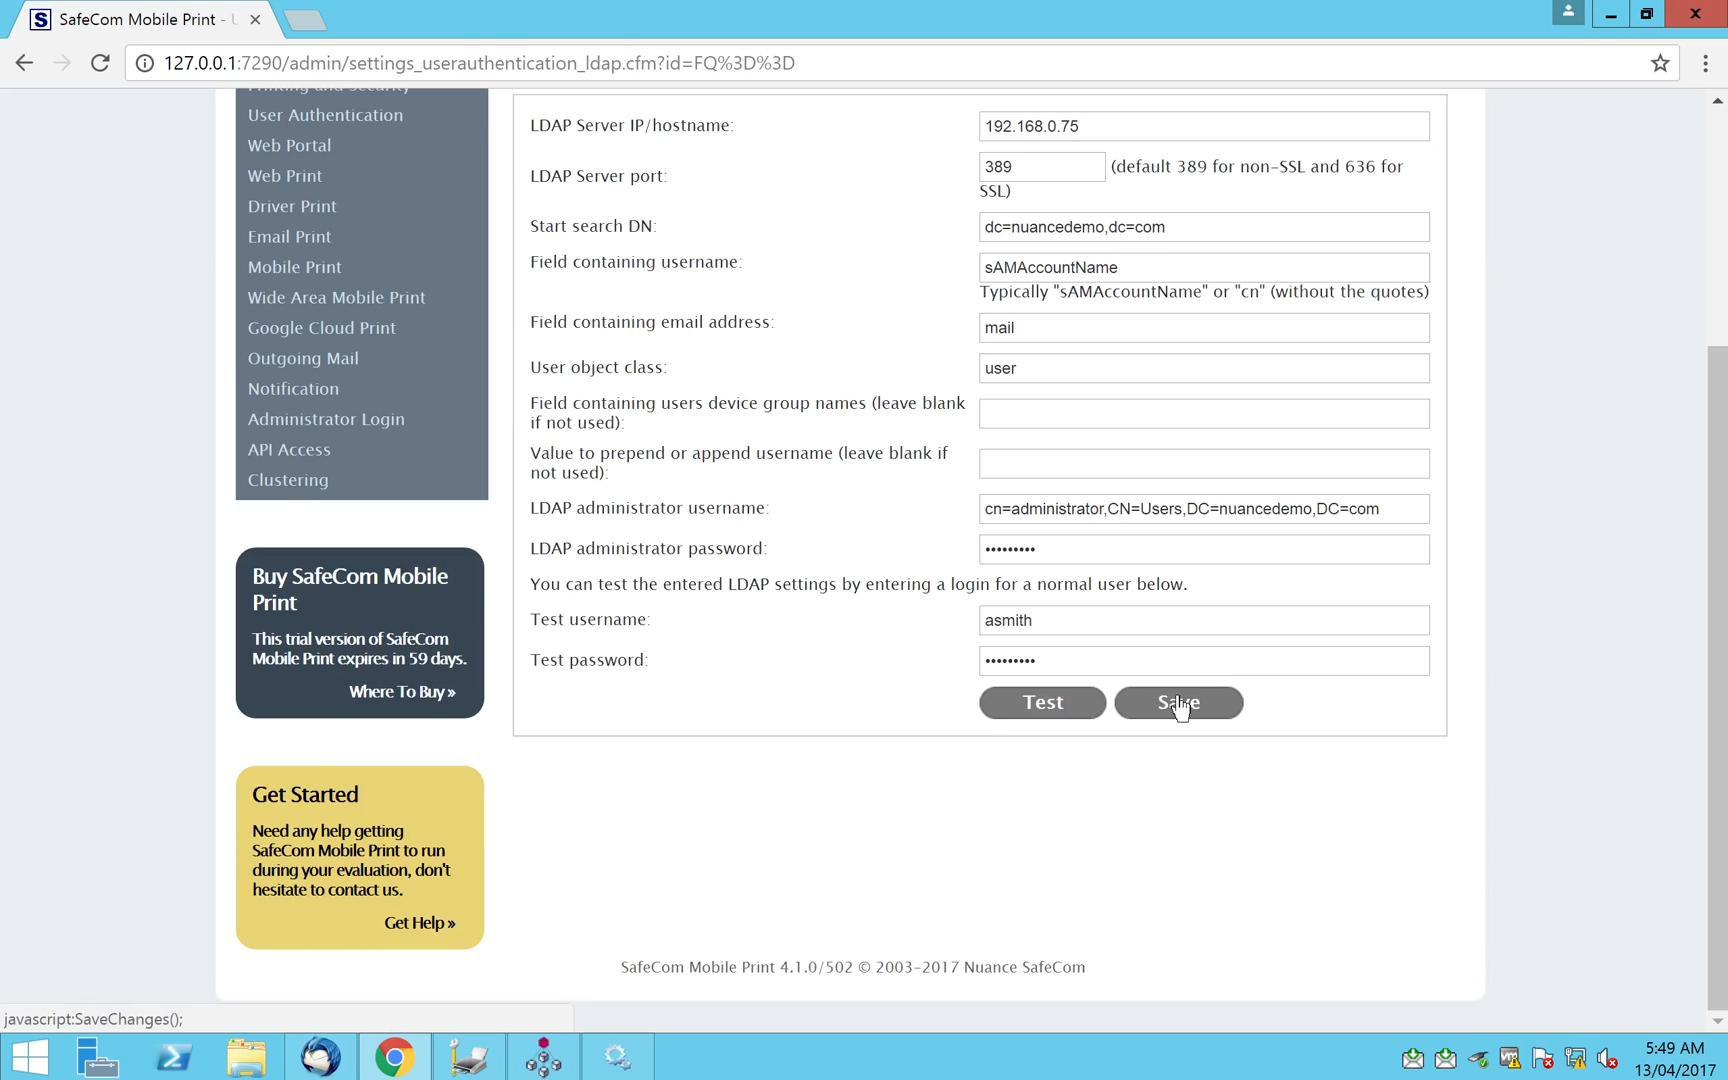 SafeCom Mobile Print -
127.0.0.1:7290/admin/settings_userauthentication_ldap.cfm?id=FQ%3D%3D
Printing and Security
User Authentication
Web Portal
Web Print
Driver Print
Email Print
Mobile Print
Wide Area Mobile Print
Google Cloud Print
Outgoing Mail
Notification
Administrator Login
API Access
Clustering
Buy SafeCom Mobile
Print
This trial version of SafeCom
Mobile Print expires in 59 days.
Where To Buy »
Get Started
Need any help getting
SafeCom Mobile Print to run
during your evaluation, don't
hesitate to contact us.
Get Help »
LDAP Server IP/hostname: 192.168.0.75
LDAP Server port: 389 (default 389 for non-SSL and 636 for
SSL)
Start search DN: dc=nuancedemo,dc=com
Field containing username: sAMAccountName
Typically "sAMAccountName" or "cn" (without the quotes)
Field containing email address: mail
User object class: user
Field containing users device group names (leave blank
if not used):
Value to prepend or append username (leave blank if
not used):
LDAP administrator username: cn=administrator,CN=Users,DC=nuancedemo,DC=com
LDAP administrator password: •••••••••
You can test the entered LDAP settings by entering a login for a normal user below.
Test username: asmith
Test password: •••••••••
Test Save
SafeCom Mobile Print 4.1.0/502 © 2003-2017 Nuance SafeCom
javascript:SaveChanges();
5:49 AM
13/04/2017